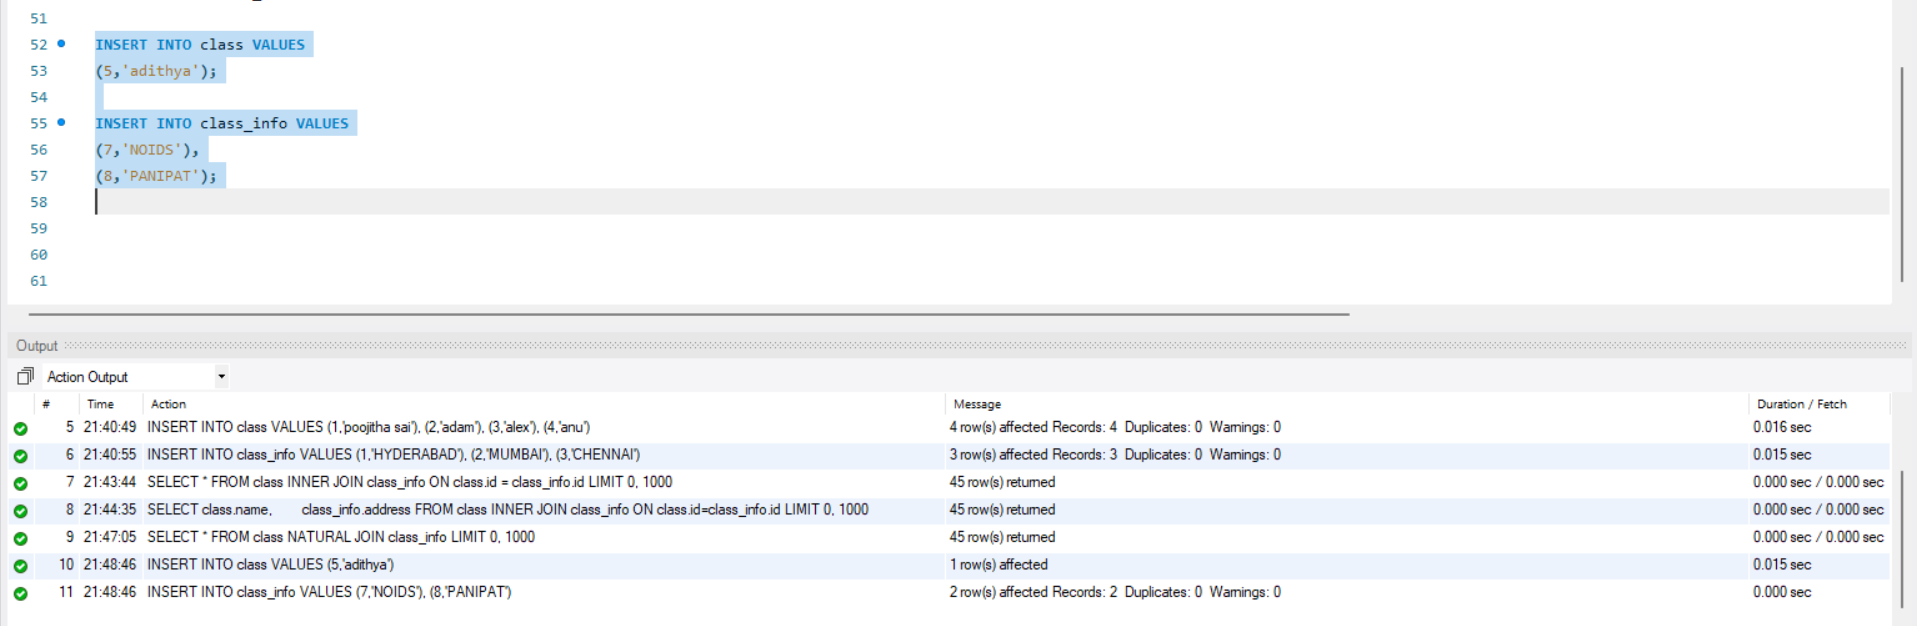 51
52 INSERT INTO class VALUES
53 (5,'adithya');
54
55 INSERT INTO class_info VALUES
56 (7,'NOIDS'),
57 (8,'PANIPAT');
58
59
60
61
Output
Action Output
# Time Action Message Duration / Fetch
5 21:40:49 INSERT INTO class VALUES (1,'poojitha sai'), (2,'adam'), (3,'alex'), (4,'anu') 4 row(s) affected Records: 4 Duplicates: 0 Warnings: 0 0.016 sec
6 21:40:55 INSERT INTO class_info VALUES (1,'HYDERABAD'), (2,'MUMBAI'), (3,'CHENNAI') 3 row(s) affected Records: 3 Duplicates: 0 Warnings: 0 0.015 sec
7 21:43:44 SELECT * FROM class INNER JOIN class_info ON class.id = class_info.id LIMIT 0, 1000 45 row(s) returned 0.000 sec / 0.000 sec
8 21:44:35 SELECT class.name, class_info.address FROM class INNER JOIN class_info ON class.id=class_info.id LIMIT 0, 1000 45 row(s) returned 0.000 sec / 0.000 sec
9 21:47:05 SELECT * FROM class NATURAL JOIN class_info LIMIT 0, 1000 45 row(s) returned 0.000 sec / 0.000 sec
10 21:48:46 INSERT INTO class VALUES (5,'adithya') 1 row(s) affected 0.015 sec
11 21:48:46 INSERT INTO class_info VALUES (7,'NOIDS'), (8,'PANIPAT') 2 row(s) affected Records: 2 Duplicates: 0 Warnings: 0 0.000 sec